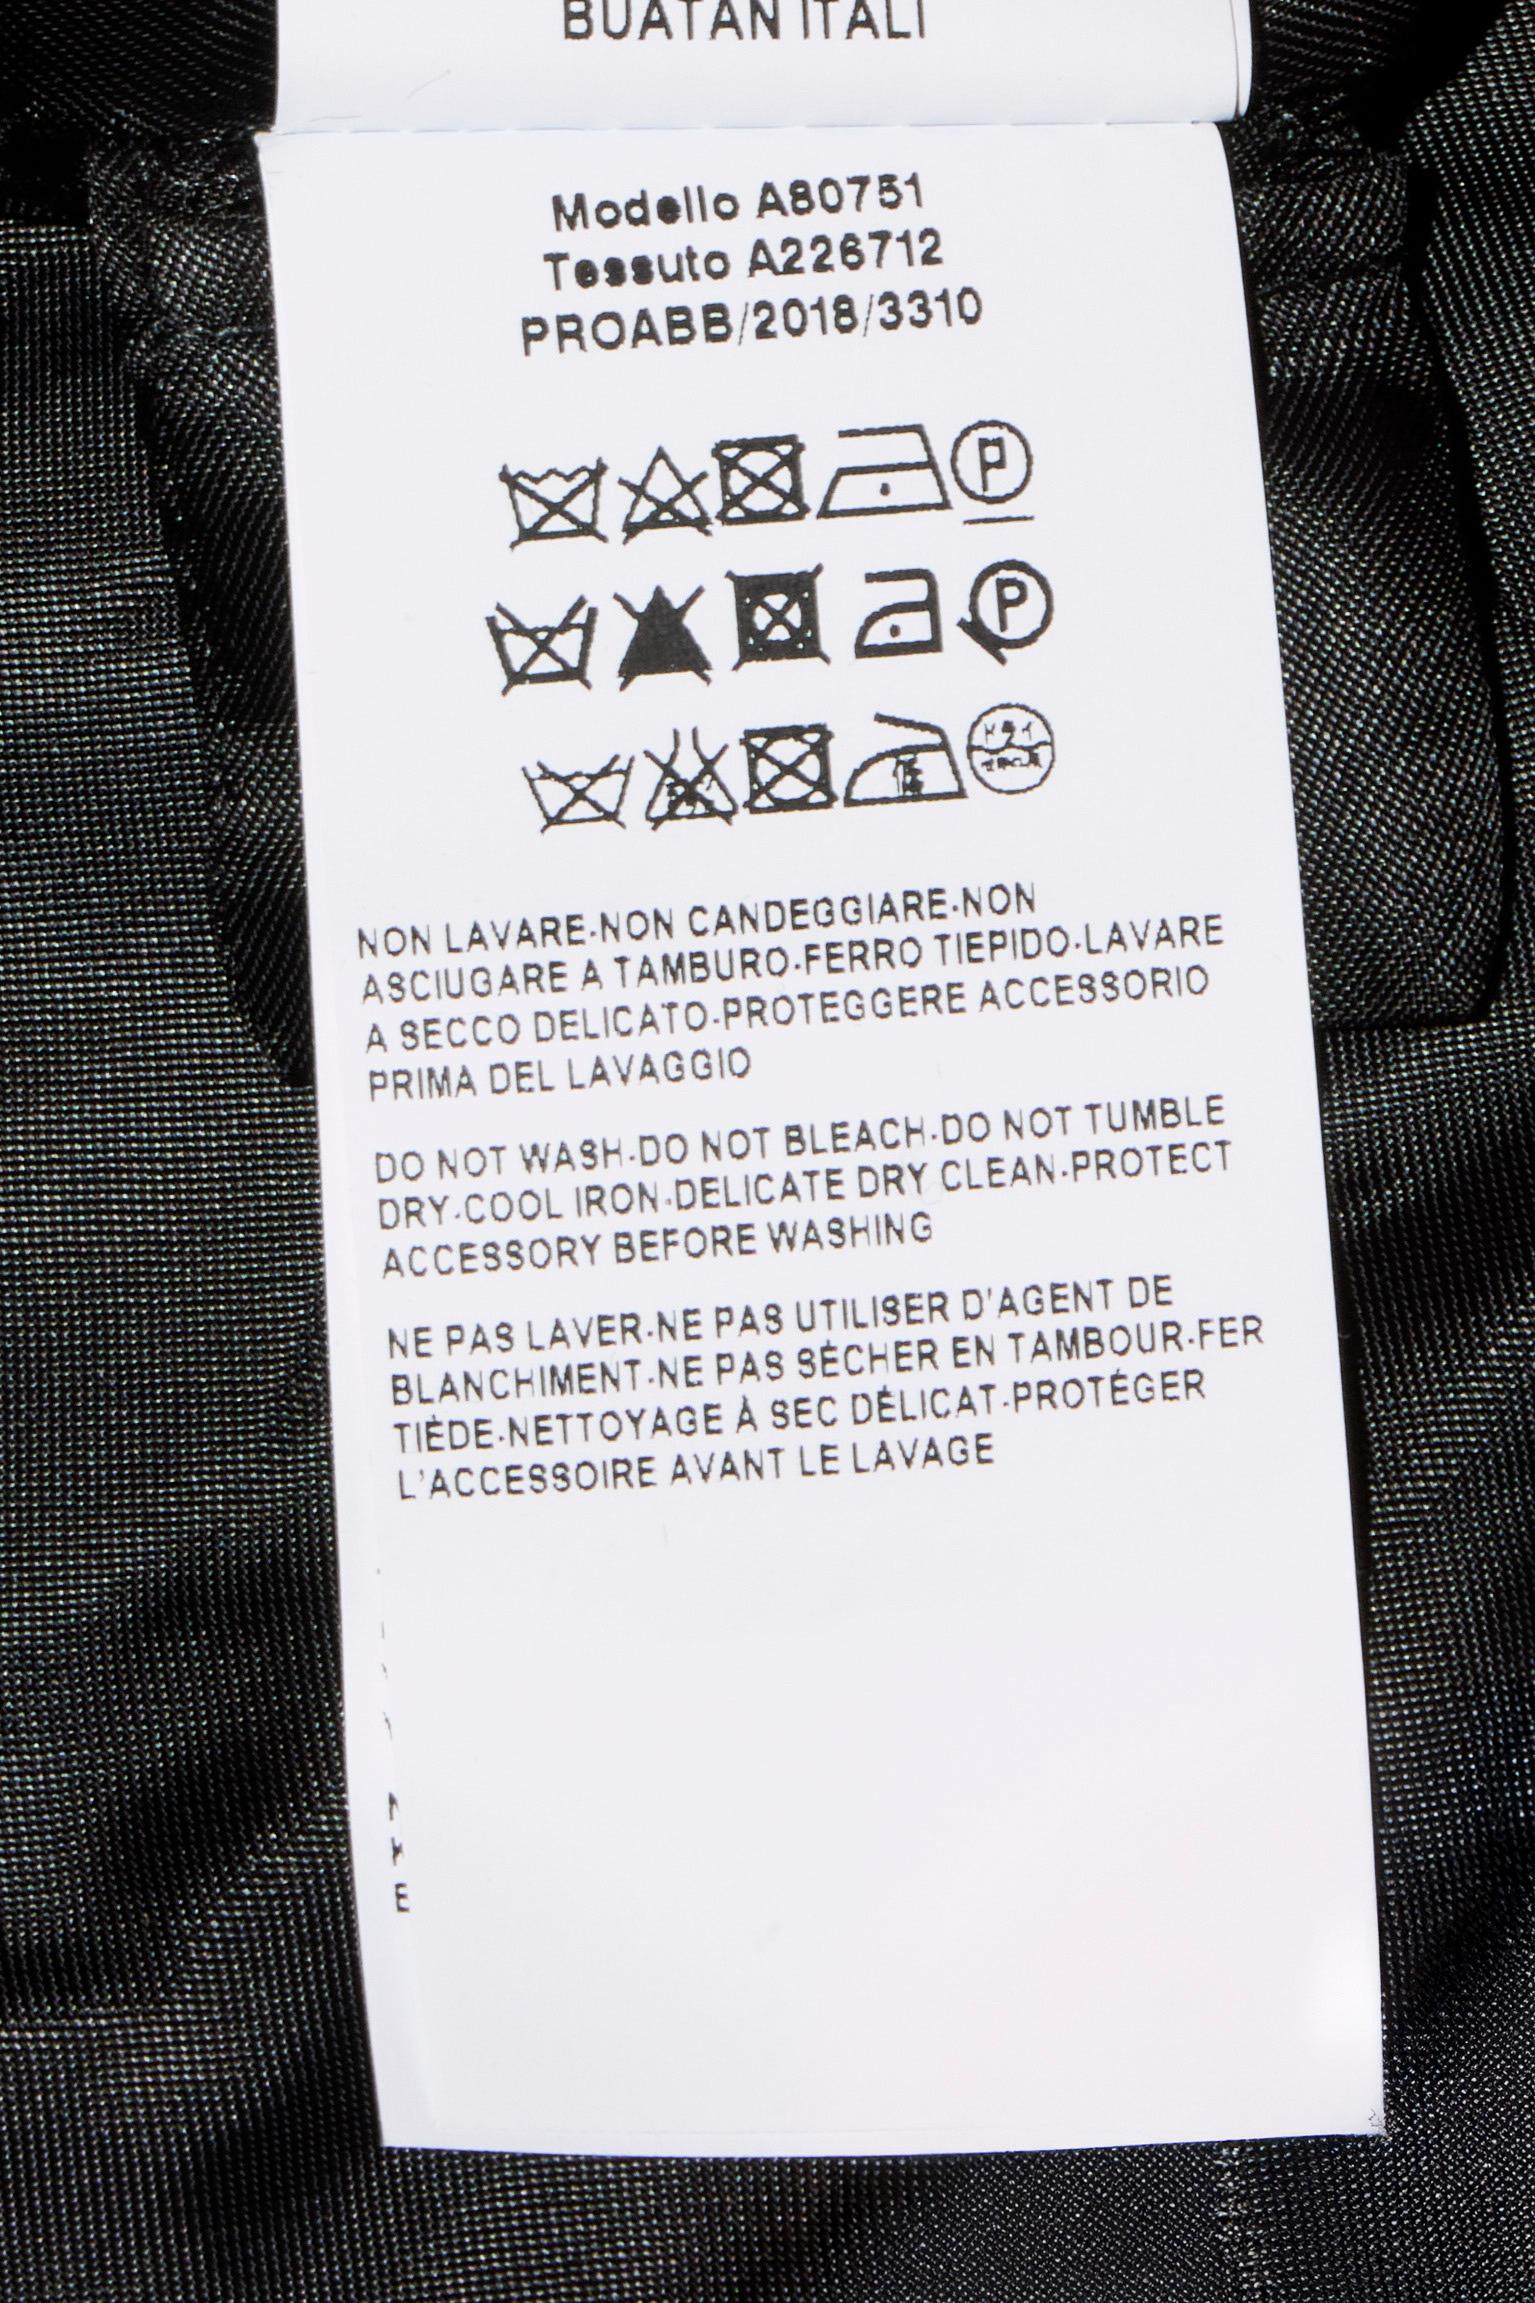 BUATAN ITALI
Modello A80751
Tessuto A226712
PROABB/2018/3310
P
P
NON LAVARE-NON CANDEGGIARE-NON
ASCIUGARE A TAMBURO-FERRO TIEPIDO-LAVARE
A SECCO DELICATO-PROTEGGERE ACCESSORIO
PRIMA DEL LAVAGGIO
DO NOT WASH-DO NOT BLEACH-DO NOT TUMBLE
DRY-COOL IRON-DELICATE DRY CLEAN-PROTECT
ACCESSORY BEFORE WASHING
NE PAS LAVER-NE PAS UTILISER D'AGENT DE
BLANCHIMENT-NE PAS SÉCHER EN TAMBOUR-FER
TIÈDE-NETTOYAGE À SEC DÉLICAT-PROTÉGER
L'ACCESSOIRE AVANT LE LAVAGE
E